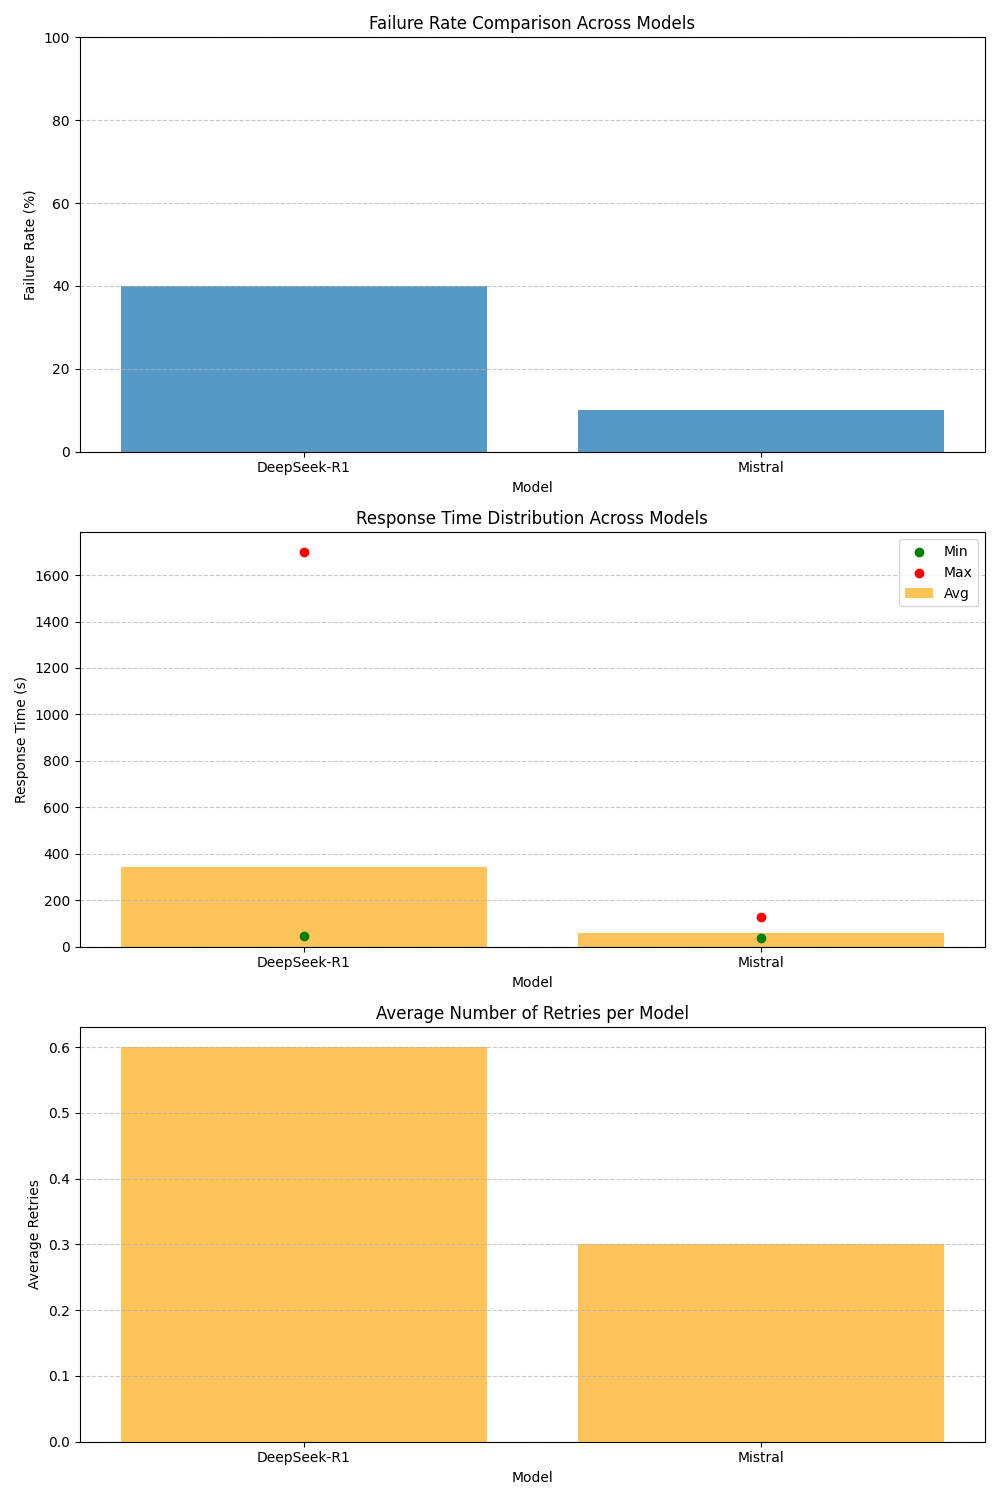 Failure Rate Comparison Across Models
100
80
60
40
20
0
Failure Rate (%)
DeepSeek-R1 Mistral
Model
Response Time Distribution Across Models
Min
Max
Avg
1600
1400
1200
1000
800
600
400
200
0
Response Time (s)
DeepSeek-R1 Mistral
Model
Average Number of Retries per Model
0.6
0.5
0.4
0.3
0.2
0.1
0.0
Average Retries
DeepSeek-R1 Mistral
Model